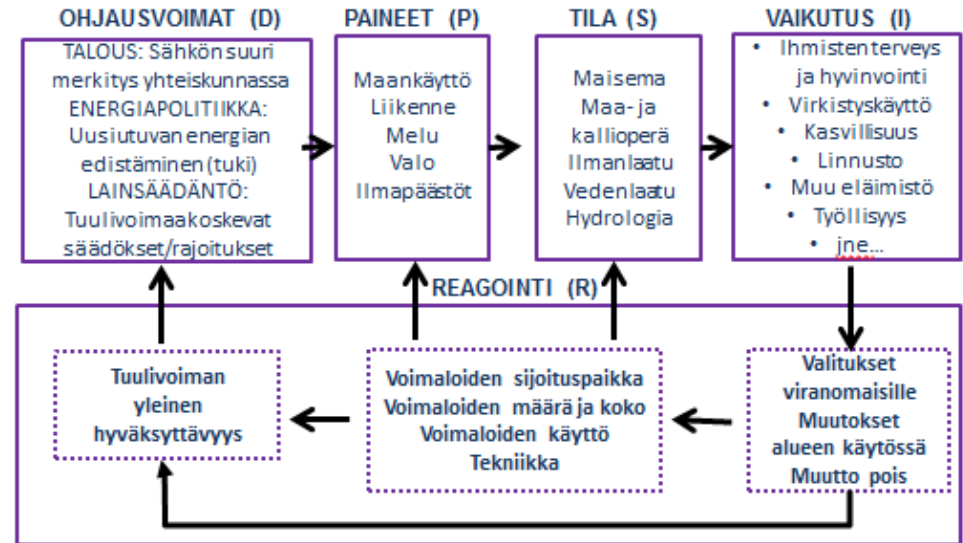 OHJAUSVOIMAT (D)
TALOUS: Sähkön suuri
merkitys yhteiskunnassa
ENERGIAPOLITIIKKA:
Uusiutuvan energian
edistäminen (tuki)
LAINSÄÄDÄNTÖ:
Tuulivoimaa koskevat
säädökset/rajoitukset
PAINEET (P)
Maankäyttö
Liikenne
Melu
Valo
Ilmapäästöt
TILA (S)
Maisema
Maa- ja
kallioperä
Ilmanlaatu
Vedenlaatu
Hydrologia
VAIKUTUS (I)
• Ihmisten terveys
ja hyvinvointi
• Virkistyskäyttö
• Kasvillisuus
• Linnusto
• Muu eläimistö
• Työllisyys
• jne...
REAGOINTI (R)
Tuulivoiman
yleinen
hyväksyttävyys
Voimaloiden sijoituspaikka
Voimaloiden määrä ja koko
Voimaloiden käyttö
Tekniikka
Valitukset
viranomaisille
Muutokset
alueen käytössä
Muutto pois